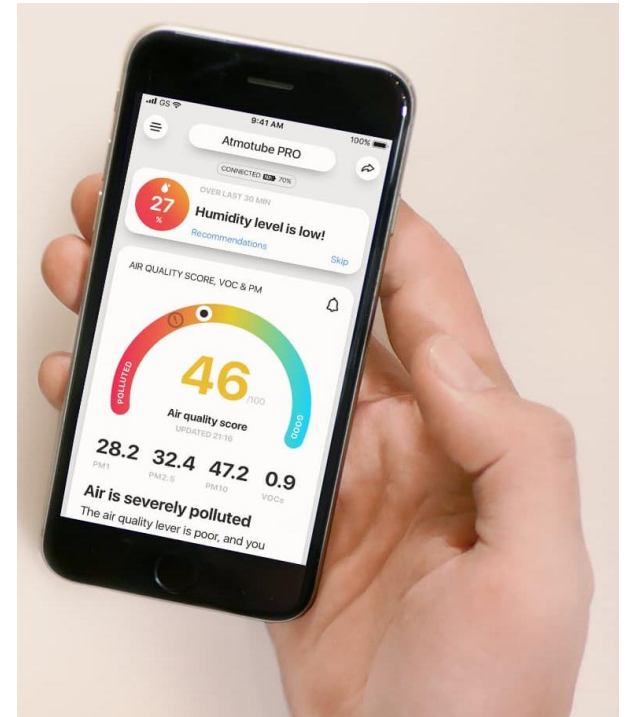 GS
9:41 AM
100%
Atmotube PRO
CONNECTED 70%
OVER LAST 30 MIN
27
%
Humidity level is low!
Recommendations
Skip
AIR QUALITY SCORE, VOC & PM
POLLUTED
GOOD
46/100
Air quality score
UPDATED 21:16
28.2 32.4 47.2 0.9
PM1 PM2.5 PM10 VOCs
Air is severely polluted
The air quality lever is poor, and you